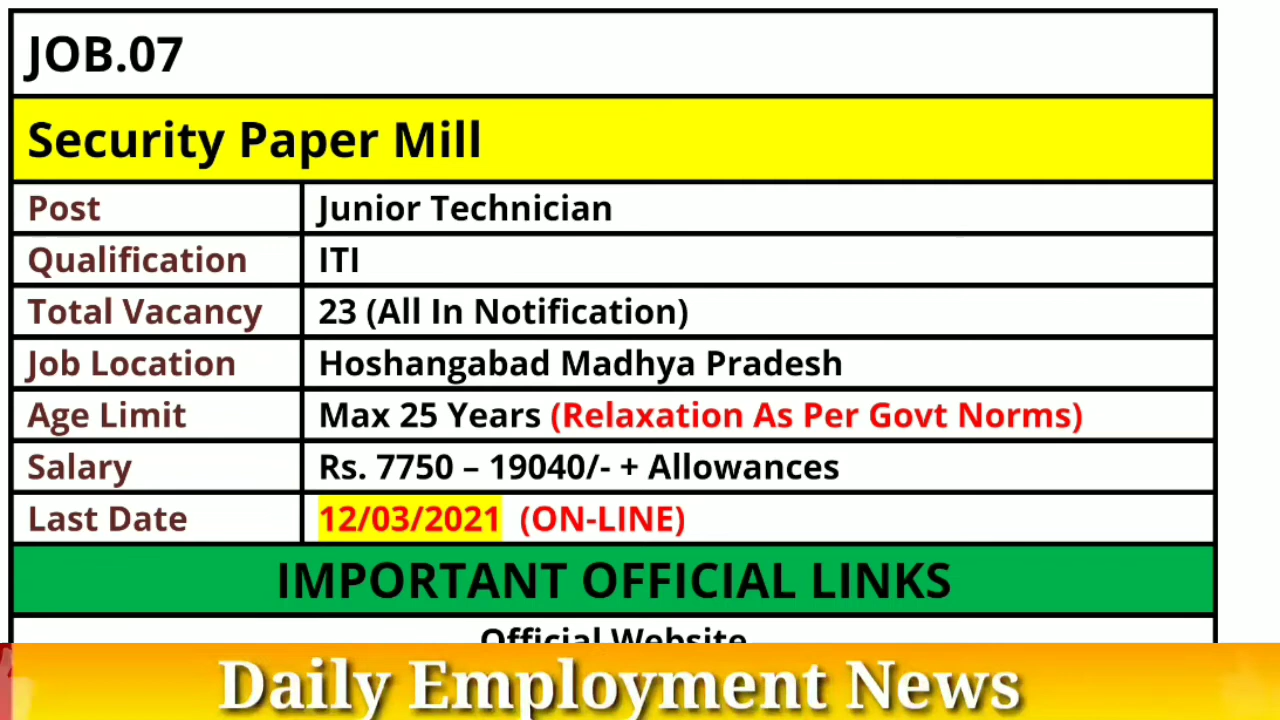 JOB.07
Security Paper Mill
Post Junior Technician
Qualification ITI
Total Vacancy 23 (All In Notification)
Job Location Hoshangabad Madhya Pradesh
Age Limit Max 25 Years (Relaxation As Per Govt Norms)
Salary Rs. 7750 – 19040/- + Allowances
Last Date 12/03/2021 (ON-LINE)
IMPORTANT OFFICIAL LINKS
Official Website
Daily Employment News